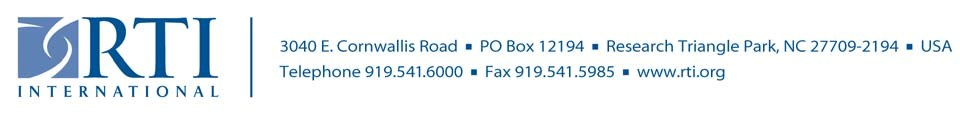 RTI
INTERNATIONAL
3040 E. Cornwallis Road ■ PO Box 12194 ■ Research Triangle Park, NC 27709-2194 ■ USA
Telephone 919.541.6000 ■ Fax 919.541.5985 ■ www.rti.org